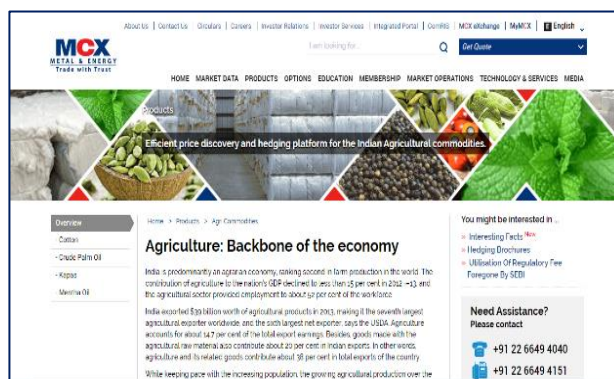 About Us | Contact Us | Circulars | Careers | Investor Relations | Investor Services | Integrated Portal | ComRIS | MCX eXchange | MyMCX | English
MCX
METAL & ENERGY
Trade with Trust
I am looking for...
Get Quote
HOME MARKET DATA PRODUCTS OPTIONS EDUCATION MEMBERSHIP MARKET OPERATIONS TECHNOLOGY & SERVICES MEDIA
Products
Efficient price discovery and hedging platform for the Indian Agricultural commodities.
Overview
- Cotton
- Crude Palm Oil
- Kapas
- Mentha Oil
Home > Products > Agri Commodities
Agriculture: Backbone of the economy
India is predominantly an agrarian economy, ranking second in farm production in the world. The
contribution of agriculture to the nation's GDP declined to less than 15 per cent in 2012-13, and
the agricultural sector provided employment to about 52 per cent of the workforce
India exported $39 billion worth of agricultural products in 2013, making it the seventh largest
agricultural exporter worldwide, and the sixth largest net exporter, says the USDA. Agriculture
accounts for about 14.7 per cent of the total export earnings. Besides, goods made with the
agricultural raw material also contribute about 20 per cent in Indian exports. In other words,
agriculture and its related goods contribute about 38 per cent in total exports of the country.
While keeping pace with the increasing population, the growing agricultural production over the
You might be interested in ..
» Interesting Facts New
» Hedging Brochures
» Utilisation Of Regulatory Fee
Foregone By SEBI
Need Assistance?
Please contact
+91 22 6649 4040
+91 22 6649 4151